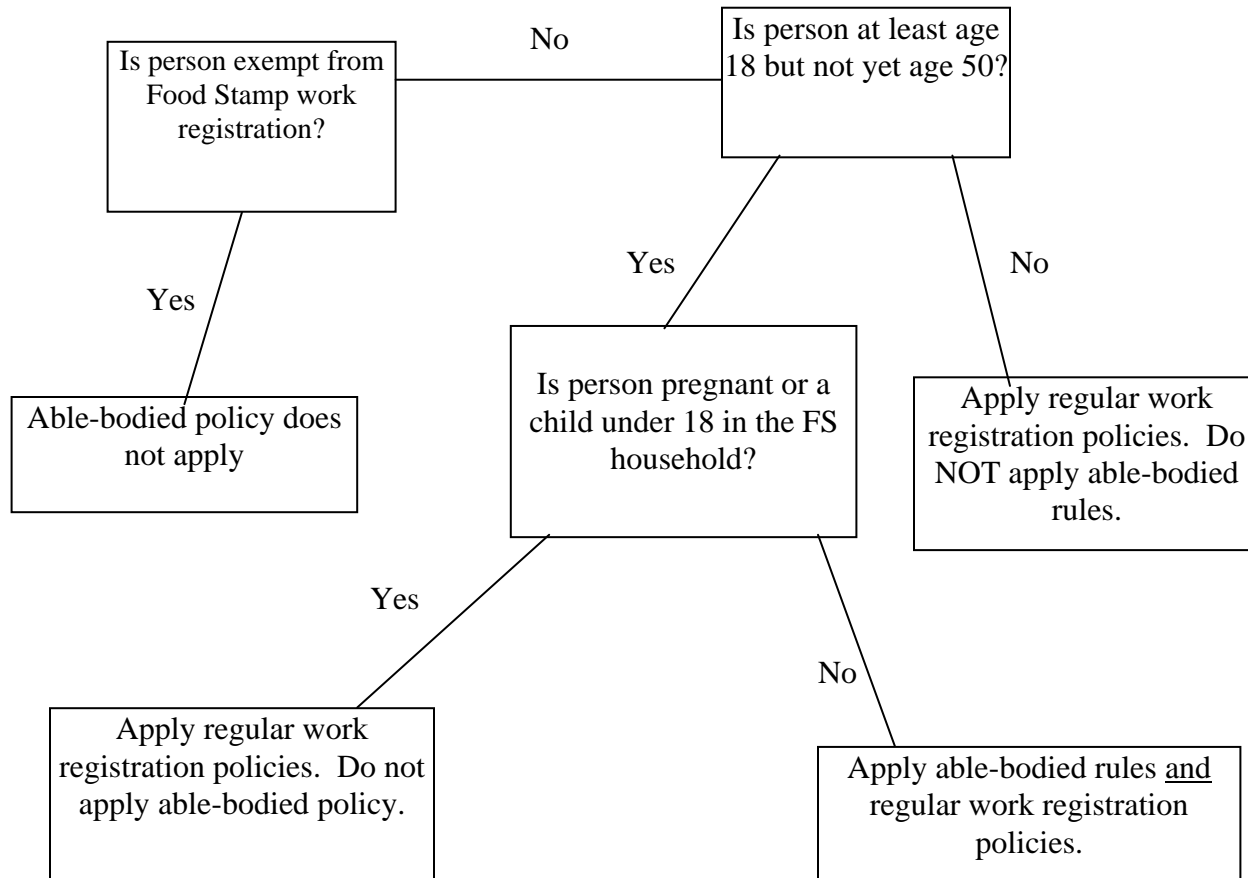 Is person exempt from
Food Stamp work
registration?
No
Is person at least age
18 but not yet age 50?
Yes
Yes
No
Able-bodied policy does
not apply
Is person pregnant or a
child under 18 in the FS
household?
Apply regular work
registration policies. Do
NOT apply able-bodied
rules.
Yes
No
Apply regular work
registration policies. Do not
apply able-bodied policy.
Apply able-bodied rules and
regular work registration
policies.